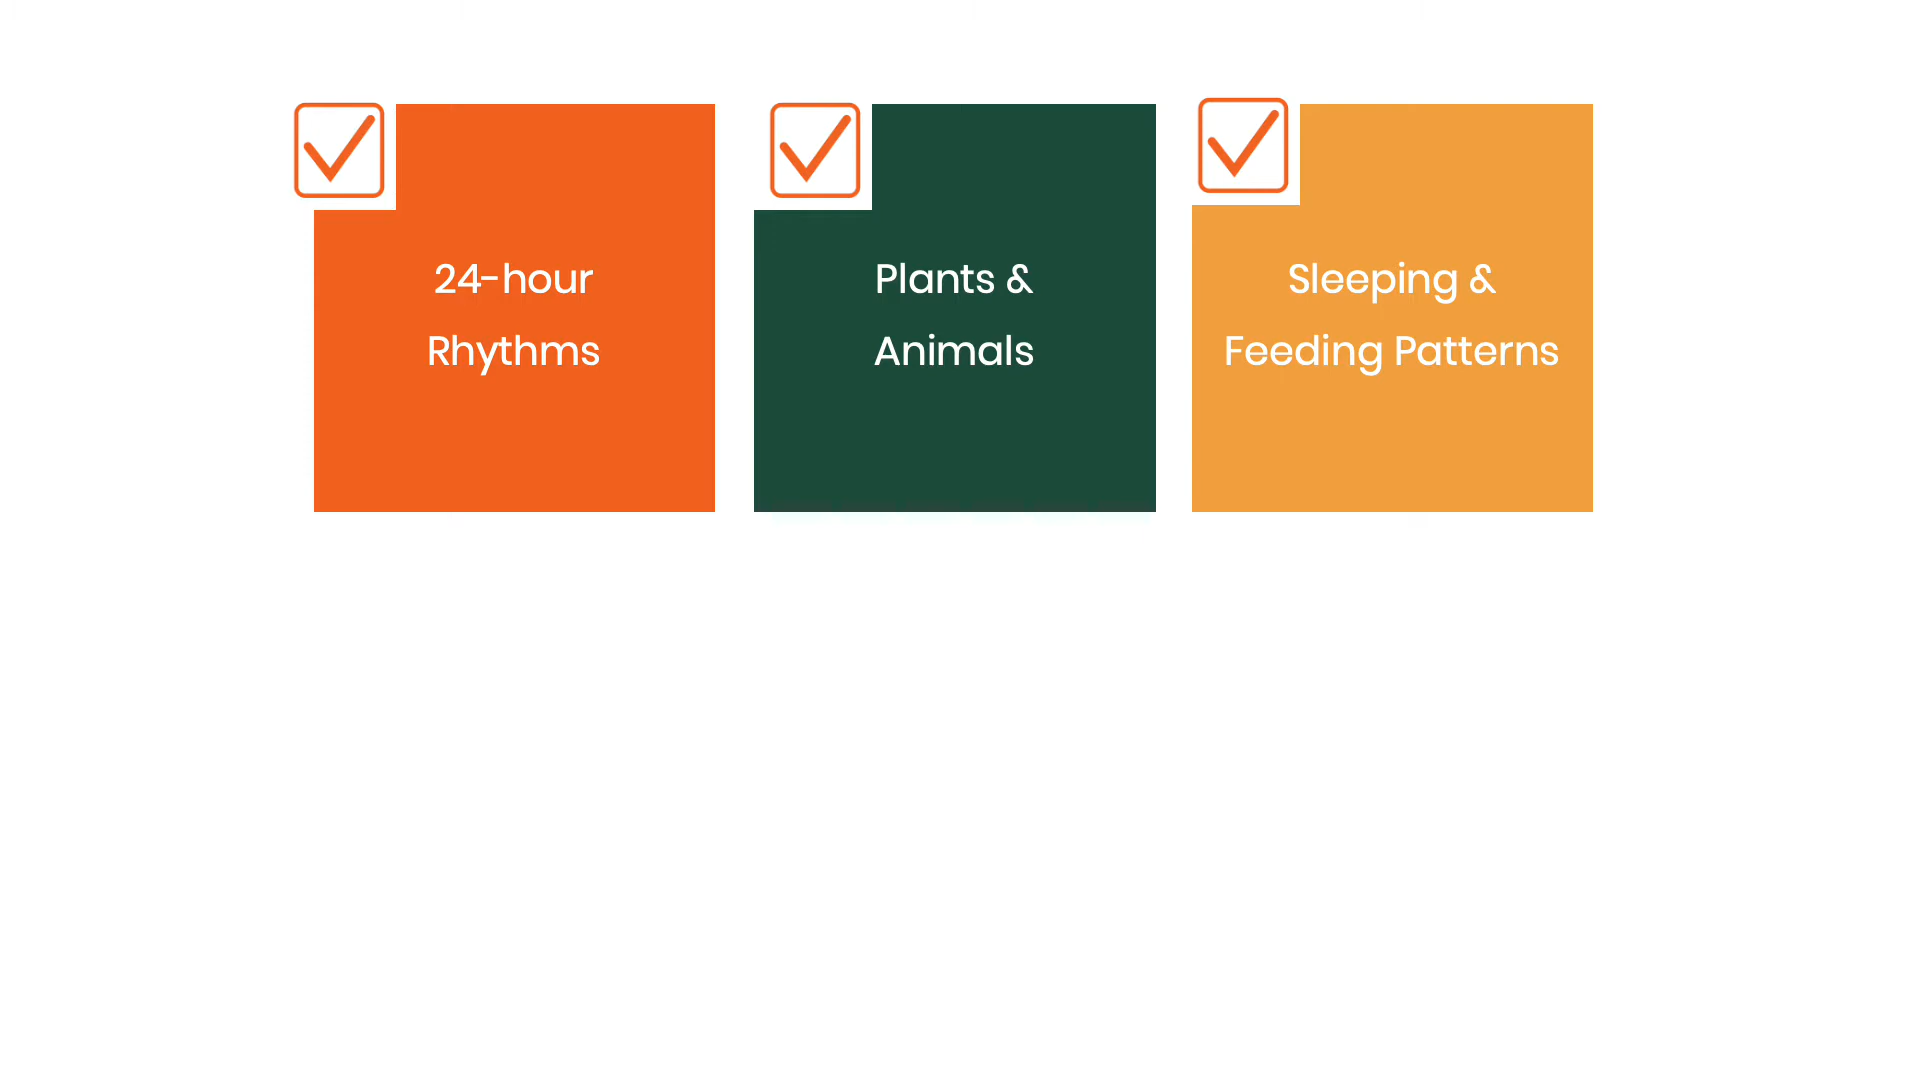 24-hour
Rhythms
Plants &
Animals
Sleeping &
Feeding Patterns